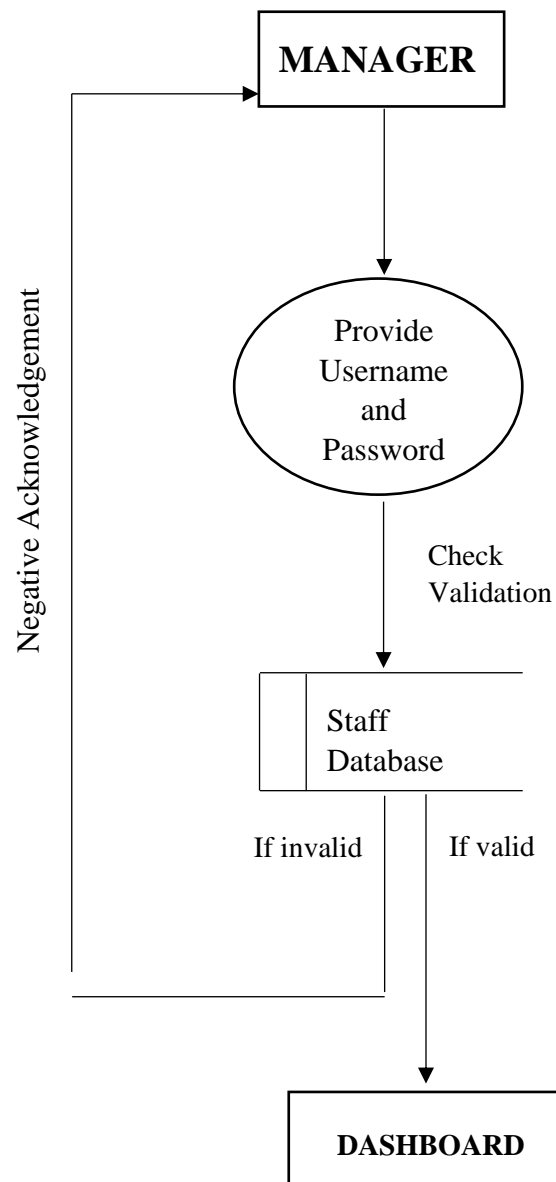 MANAGER
Negative Acknowledgement
Provide
Username
and
Password
Check
Validation
Staff
Database
If invalid
If valid
DASHBOARD